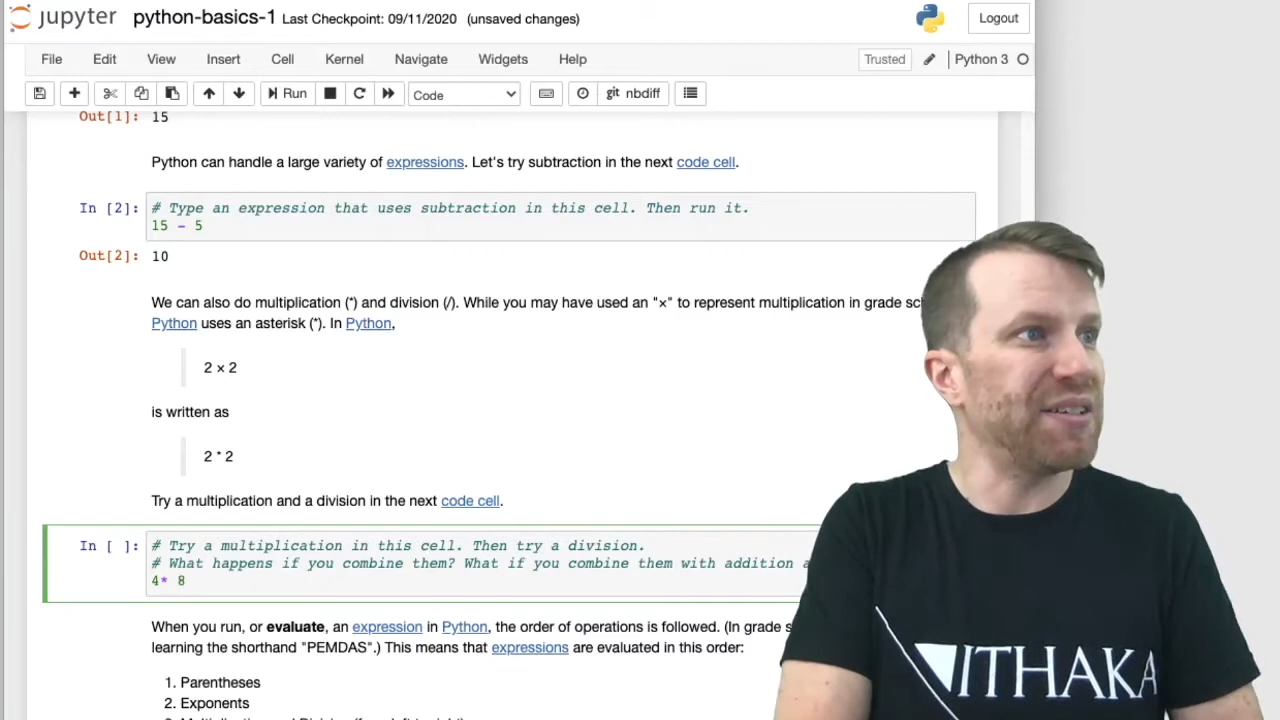 jupyter python-basics-1 Last Checkpoint: 09/11/2020 (unsaved changes) Logout
File Edit View Insert Cell Kernel Widgets Help Trusted Python 3
Run Code git nbdiff
Out[1]: 15
Python can handle a large variety of expressions. Let's try subtraction in the next code cell.
In [2]: # Type an expression that uses subtraction in this cell. Then run it.
15 - 5
Out[2]: 10
We can also do multiplication (*) and division (/). While you may have used an "×" to represent multiplication in grade
Python uses an asterisk (*). In Python,
2 × 2
is written as
2 * 2
Try a multiplication and a division in the next code cell.
In [ ]: # Try a multiplication in this cell. Then try a division.
# What happens if you combine them? What if you combine them with addition
4* 8
When you run, or evaluate, an expression in Python, the order of operations is followed. (In grade
learning the shorthand "PEMDAS".) This means that expressions are evaluated in this order:
1. Parentheses
2. Exponents
ITHAKA